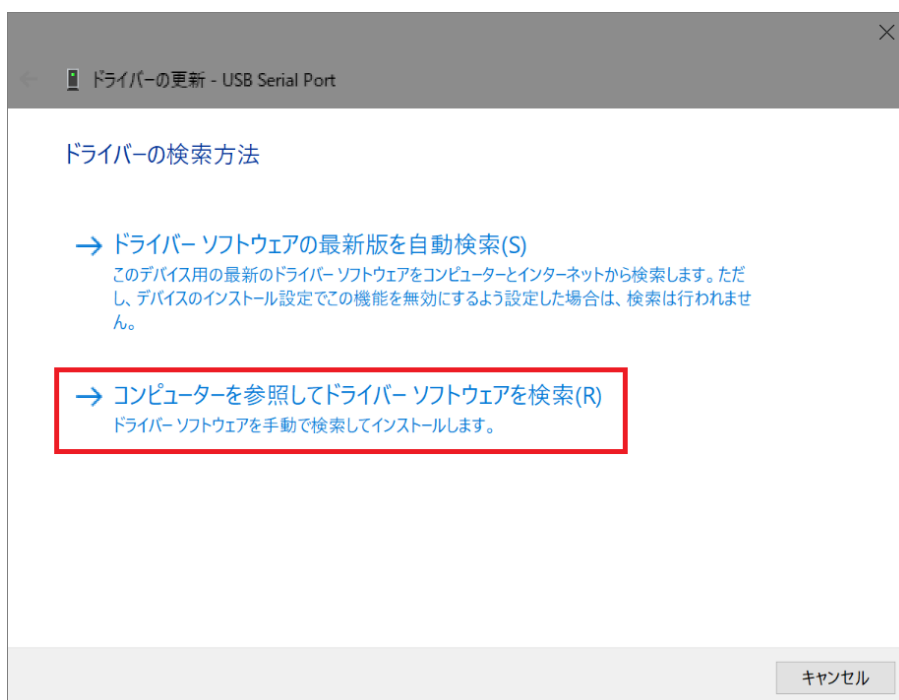 ドライバーの更新 - USB Serial Port
ドライバーの検索方法
→ ドライバー ソフトウェアの最新版を自動検索(S)
このデバイス用の最新のドライバー ソフトウェアをコンピューターとインターネットから検索します。ただ
し、デバイスのインストール設定でこの機能を無効にするよう設定した場合は、検索は行われませ
ん。
→ コンピューターを参照してドライバー ソフトウェアを検索(R)
ドライバー ソフトウェアを手動で検索してインストールします。
キャンセル